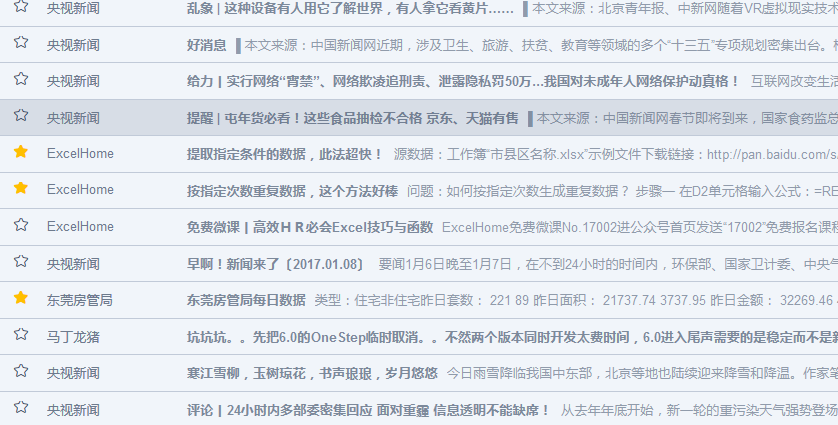 央视新闻 乱象 | 这种设备有人用它了解世界，有人拿它看黄片…… ▌本文来源：北京青年报、中新网随着VR虚拟现实技术
央视新闻 好消息 ▌本文来源：中国新闻网近期，涉及卫生、旅游、扶贫、教育等领域的多个“十三五”专项规划密集出台。
央视新闻 给力 | 实行网络“宵禁”、网络欺凌追刑责、泄露隐私罚50万...我国对未成年人网络保护动真格！ 互联网改变生活
央视新闻 提醒 | 屯年货必看！这些食品抽检不合格 京东、天猫有售 ▌本文来源：中国新闻网春节即将到来，国家食药监总
ExcelHome 提取指定条件的数据，此法超快！ 源数据：工作簿“市县区名称.xlsx”示例文件下载链接：http://pan.baidu.com/s.
ExcelHome 按指定次数重复数据，这个方法好棒 问题：如何按指定次数生成重复数据？ 步骤一 在D2单元格输入公式：=RE
ExcelHome 免费微课 | 高效ＨＲ必会Excel技巧与函数 ExcelHome免费微课No.17002进公众号首页发送“17002”免费报名课程
央视新闻 早啊！新闻来了〔2017.01.08〕 要闻1月6日晚至1月7日，在不到24小时的时间内，环保部、国家卫计委、中央气
东莞房管局 东莞房管局每日数据 类型：住宅非住宅昨日套数： 221 89 昨日面积： 21737.74 3737.95 昨日金额： 32269.46
马丁龙猪 坑坑坑。。先把6.0的OneStep临时取消。。不然两个版本同时开发太费时间，6.0进入尾声需要的是稳定而不是新
央视新闻 寒江雪柳，玉树琼花，书声琅琅，岁月悠悠 今日雨雪降临我国中东部，北京等地也陆续迎来降雪和降温。作家笔
央视新闻 评论 | 24小时内多部委密集回应 面对重霾 信息透明不能缺席！ 从去年年底开始，新一轮的重污染天气强势登场